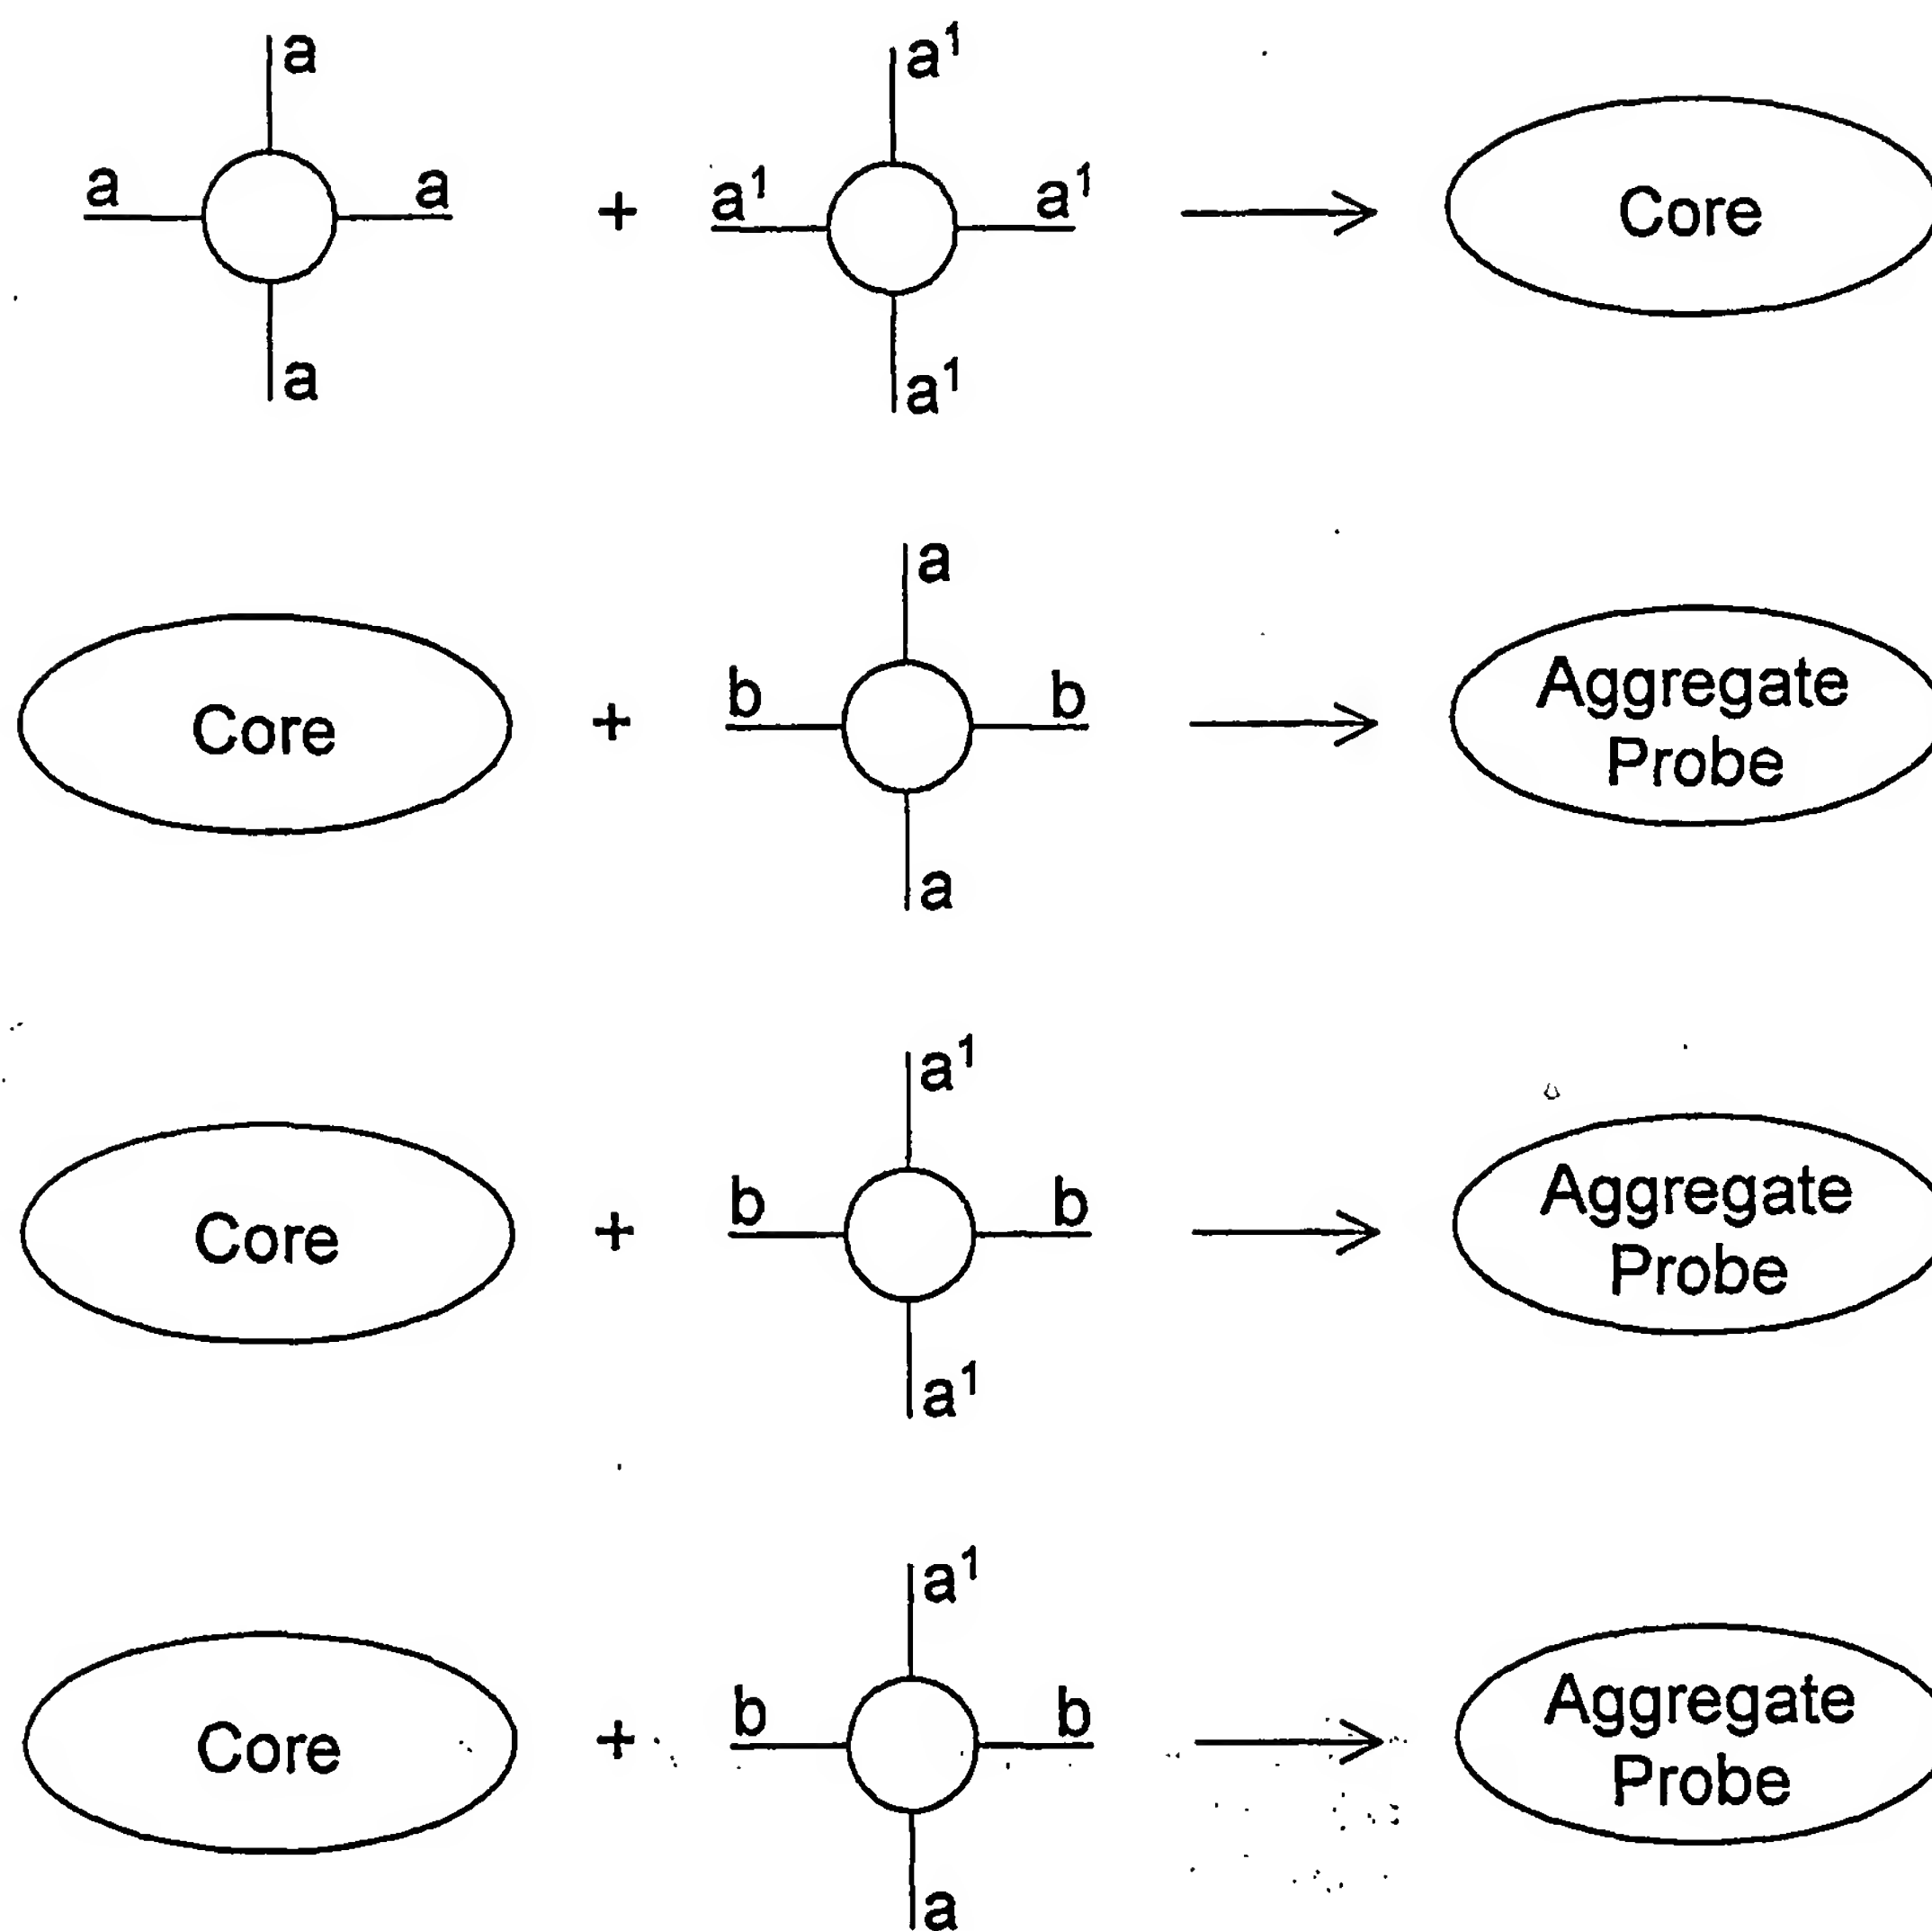 a
a a
a
+
a¹
a¹ a¹
a¹
Core
Core
+
a
b b
a
Aggregate
Probe
Core
+
a¹
b b
a¹
Aggregate
Probe
Core
+
a¹
b b
a
Aggregate
Probe